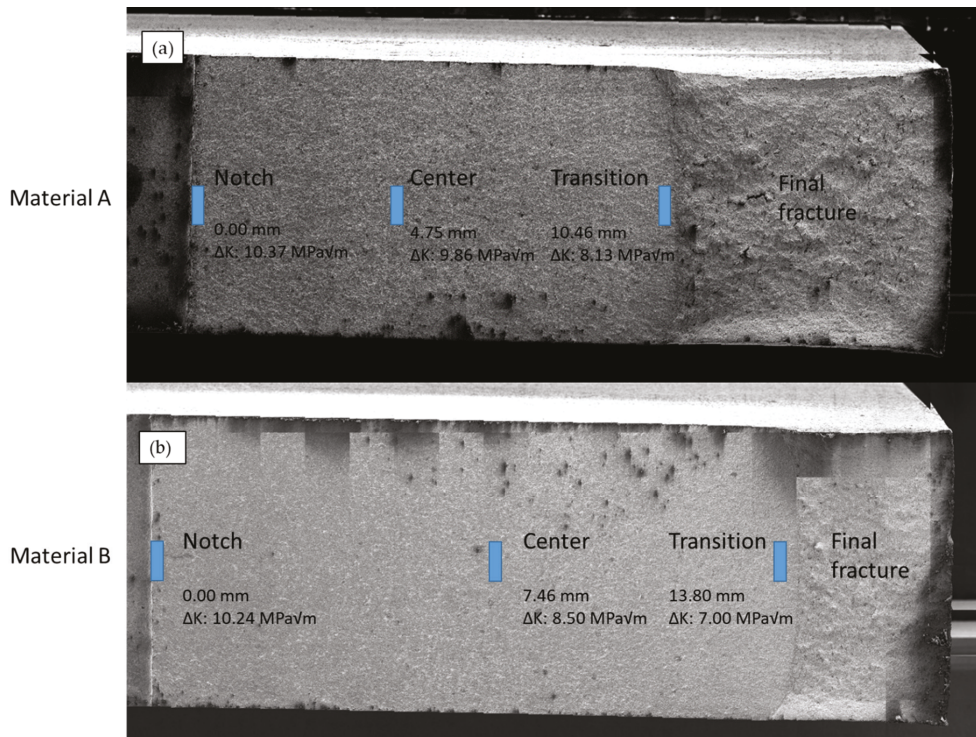 (a)
Material A
Notch
0.00 mm
ΔK: 10.37 MPa√m
Center
4.75 mm
ΔK: 9.86 MPa√m
Transition
10.46 mm
ΔK: 8.13 MPa√m
Final
fracture
(b)
Material B
Notch
0.00 mm
ΔK: 10.24 MPa√m
Center
7.46 mm
ΔK: 8.50 MPa√m
Transition
13.80 mm
ΔK: 7.00 MPa√m
Final
fracture